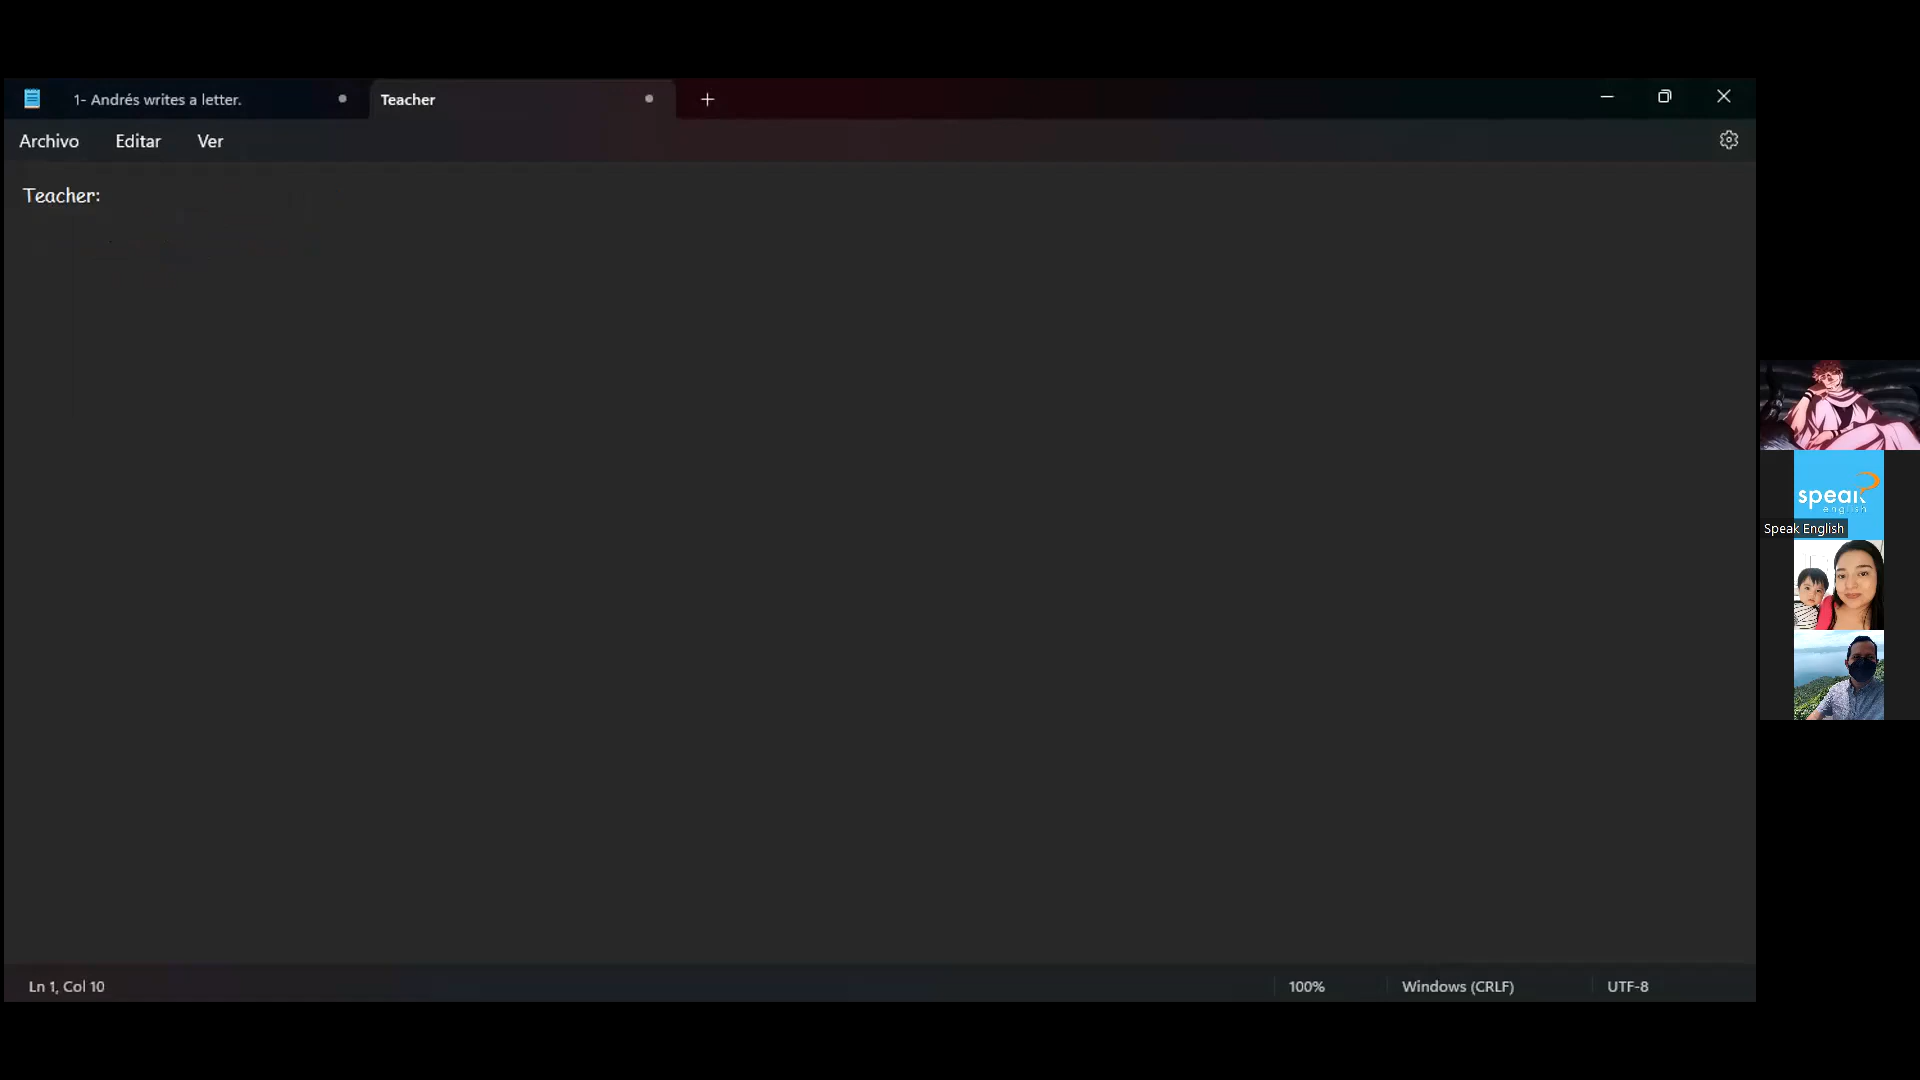 1- Andrés writes a letter.
Teacher
Archivo Editar Ver
Teacher:
speak
english
Speak English
Ln 1, Col 10
100%
Windows (CRLF)
UTF-8